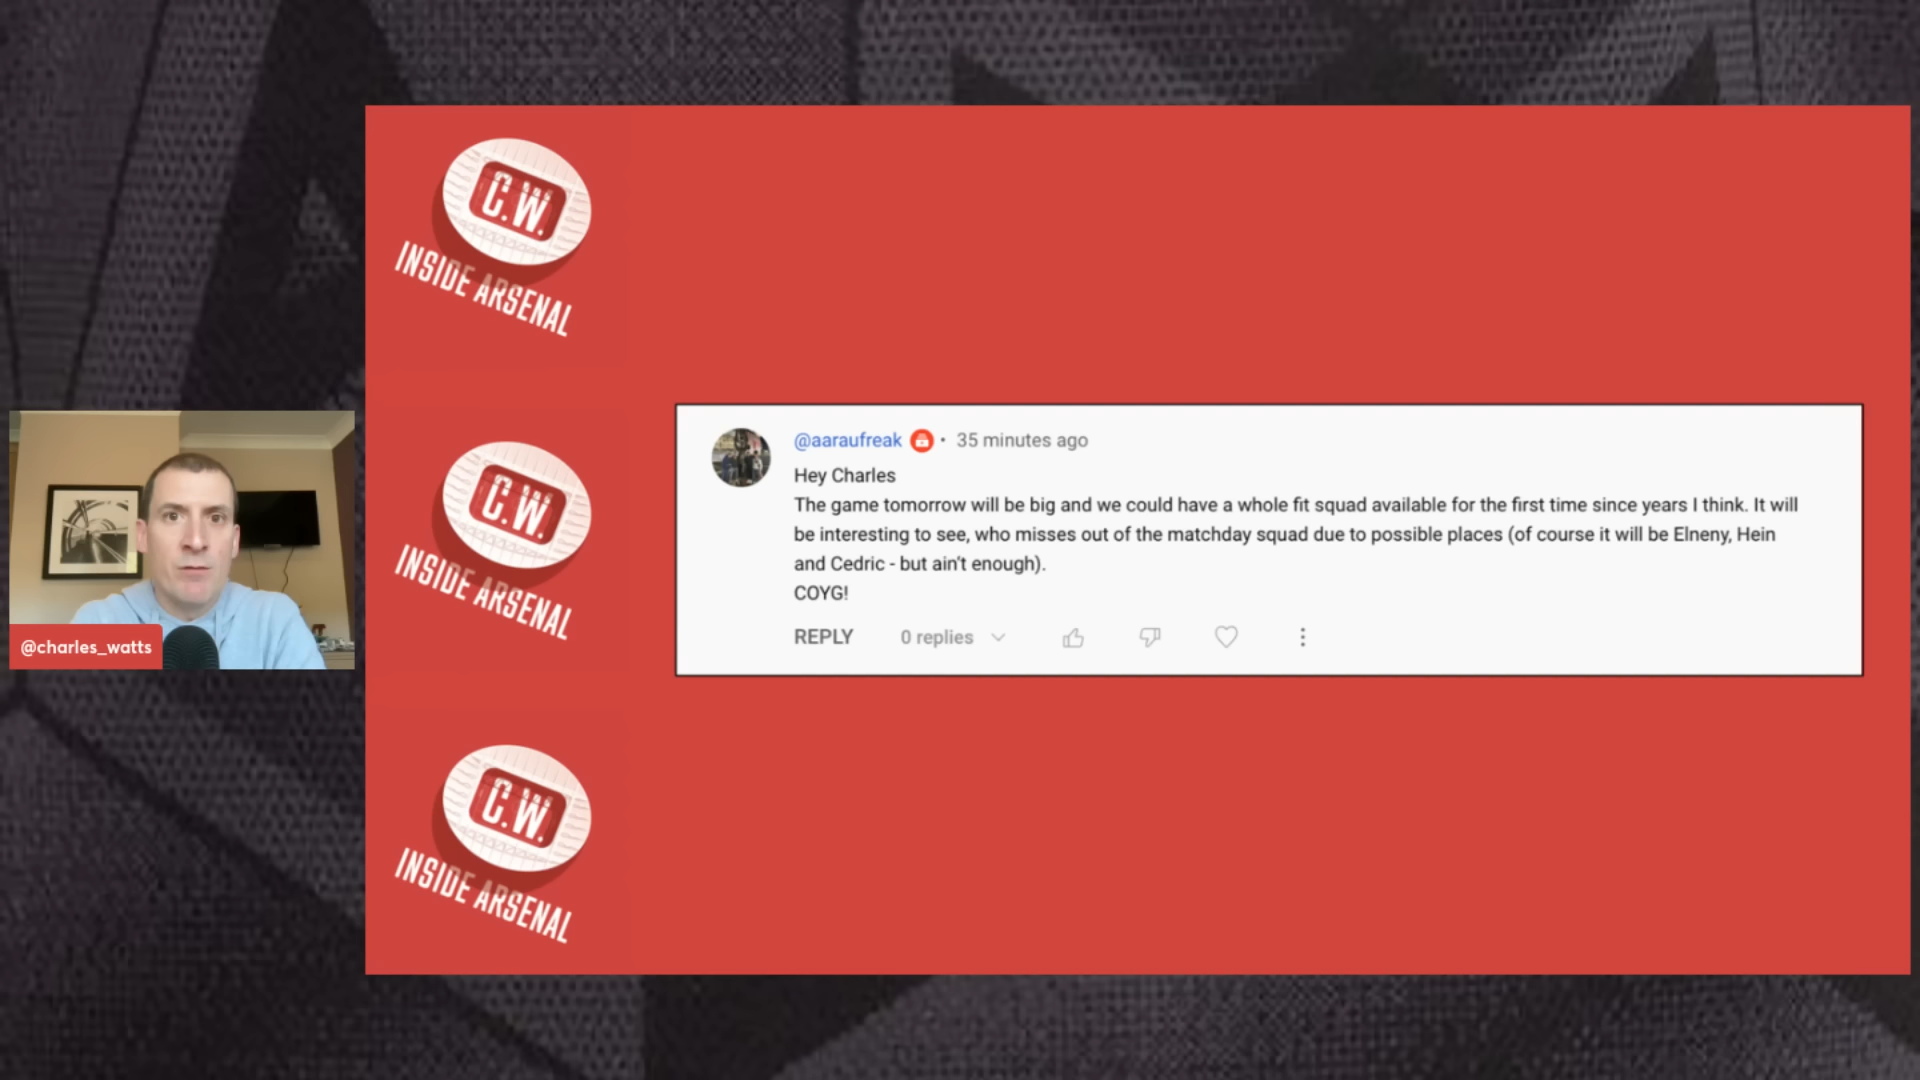 C.W.
INSIDE ARSENAL
@aaraufreak • 35 minutes ago
Hey Charles
The game tomorrow will be big and we could have a whole fit squad available for the first time since years I think. It will
be interesting to see, who misses out of the matchday squad due to possible places (of course it will be Elneny, Hein
and Cedric - but ain't enough).
COYG!
REPLY 0 replies
C.W.
INSIDE ARSENAL
@charles_watts
C.W.
INSIDE ARSENAL